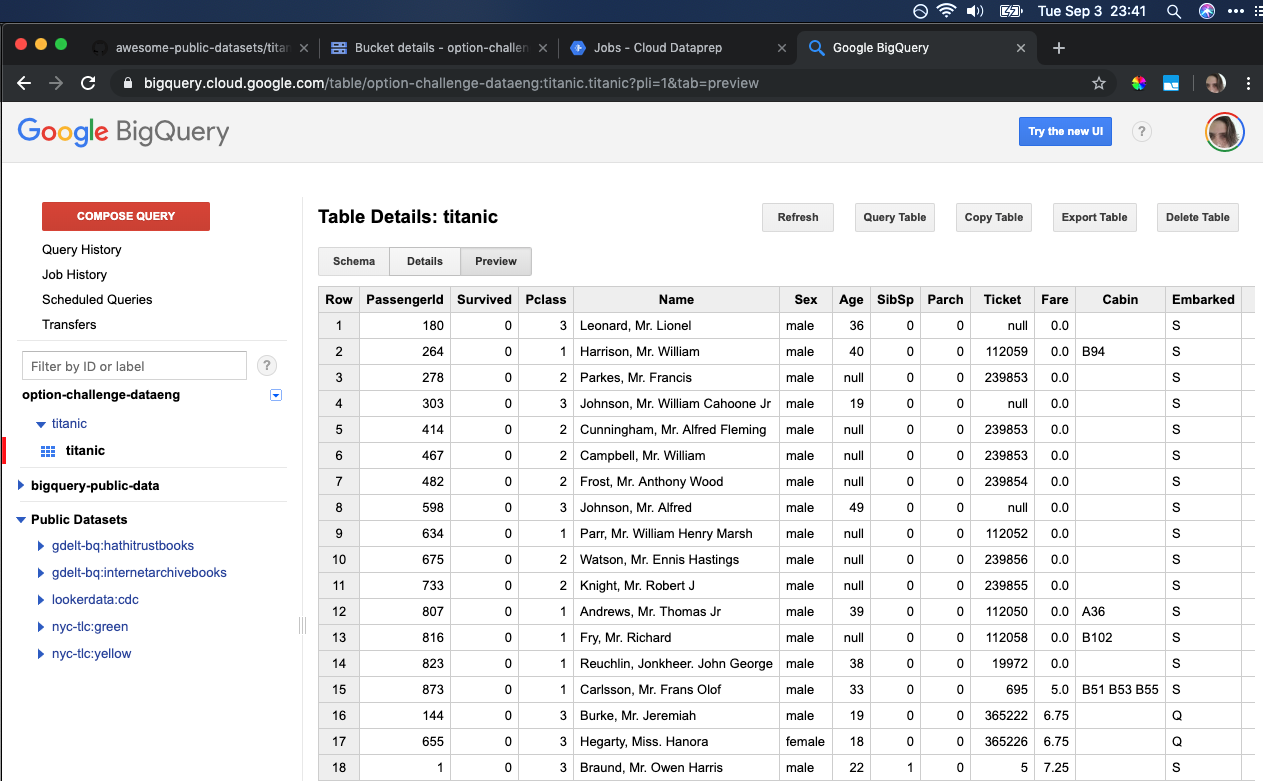 Tue Sep 3 23:41
awesome-public-datasets/titan
Bucket details - option-challen
Jobs - Cloud Dataprep
Google BigQuery
bigquery.cloud.google.com/table/option-challenge-dataeng:titanic.titanic?pli=1&tab=preview
Google BigQuery
Try the new UI
?
COMPOSE QUERY
Query History
Job History
Scheduled Queries
Transfers
Filter by ID or label
?
option-challenge-dataeng
titanic
titanic
bigquery-public-data
Public Datasets
gdelt-bq:hathitrustbooks
gdelt-bq:internetarchivebooks
lookerdata:cdc
nyc-tlc:green
nyc-tlc:yellow
Table Details: titanic
Refresh Query Table Copy Table Export Table Delete Table
Schema Details Preview
Row PassengerId Survived Pclass Name Sex Age SibSp Parch Ticket Fare Cabin Embarked
1 180 0 3 Leonard, Mr. Lionel male 36 0 0 null 0.0 S
2 264 0 1 Harrison, Mr. William male 40 0 0 112059 0.0 B94 S
3 278 0 2 Parkes, Mr. Francis male null 0 0 239853 0.0 S
4 303 0 3 Johnson, Mr. William Cahoone Jr male 19 0 0 null 0.0 S
5 414 0 2 Cunningham, Mr. Alfred Fleming male null 0 0 239853 0.0 S
6 467 0 2 Campbell, Mr. William male null 0 0 239853 0.0 S
7 482 0 2 Frost, Mr. Anthony Wood male null 0 0 239854 0.0 S
8 598 0 3 Johnson, Mr. Alfred male 49 0 0 null 0.0 S
9 634 0 1 Parr, Mr. William Henry Marsh male null 0 0 112052 0.0 S
10 675 0 2 Watson, Mr. Ennis Hastings male null 0 0 239856 0.0 S
11 733 0 2 Knight, Mr. Robert J male null 0 0 239855 0.0 S
12 807 0 1 Andrews, Mr. Thomas Jr male 39 0 0 112050 0.0 A36 S
13 816 0 1 Fry, Mr. Richard male null 0 0 112058 0.0 B102 S
14 823 0 1 Reuchlin, Jonkheer. John George male 38 0 0 19972 0.0 S
15 873 0 1 Carlsson, Mr. Frans Olof male 33 0 0 695 5.0 B51 B53 B55 S
16 144 0 3 Burke, Mr. Jeremiah male 19 0 0 365222 6.75 Q
17 655 0 3 Hegarty, Miss. Hanora female 18 0 0 365226 6.75 Q
18 1 0 3 Braund, Mr. Owen Harris male 22 1 0 5 7.25 S